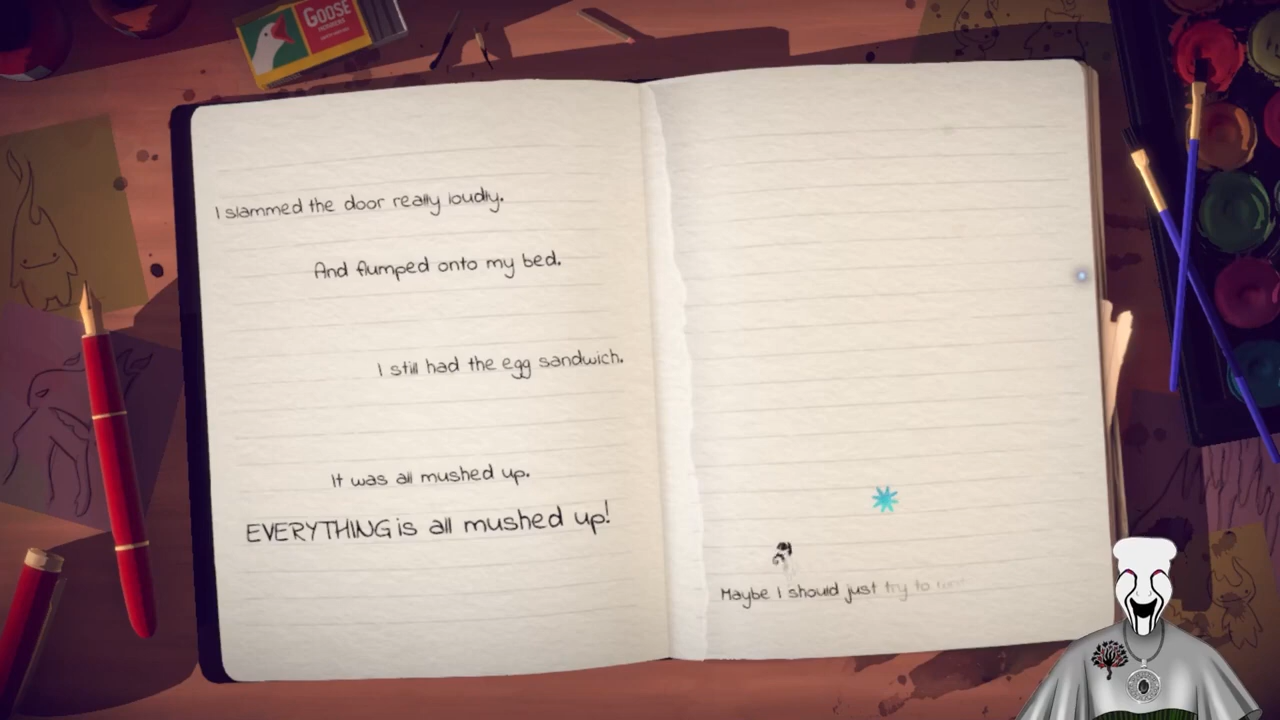 GOOSE
I slammed the door really loudly.
And flumped onto my bed.
I still had the egg sandwich.
It was all mushed up.
EVERYTHING is all mushed up!
Maybe I should just try to